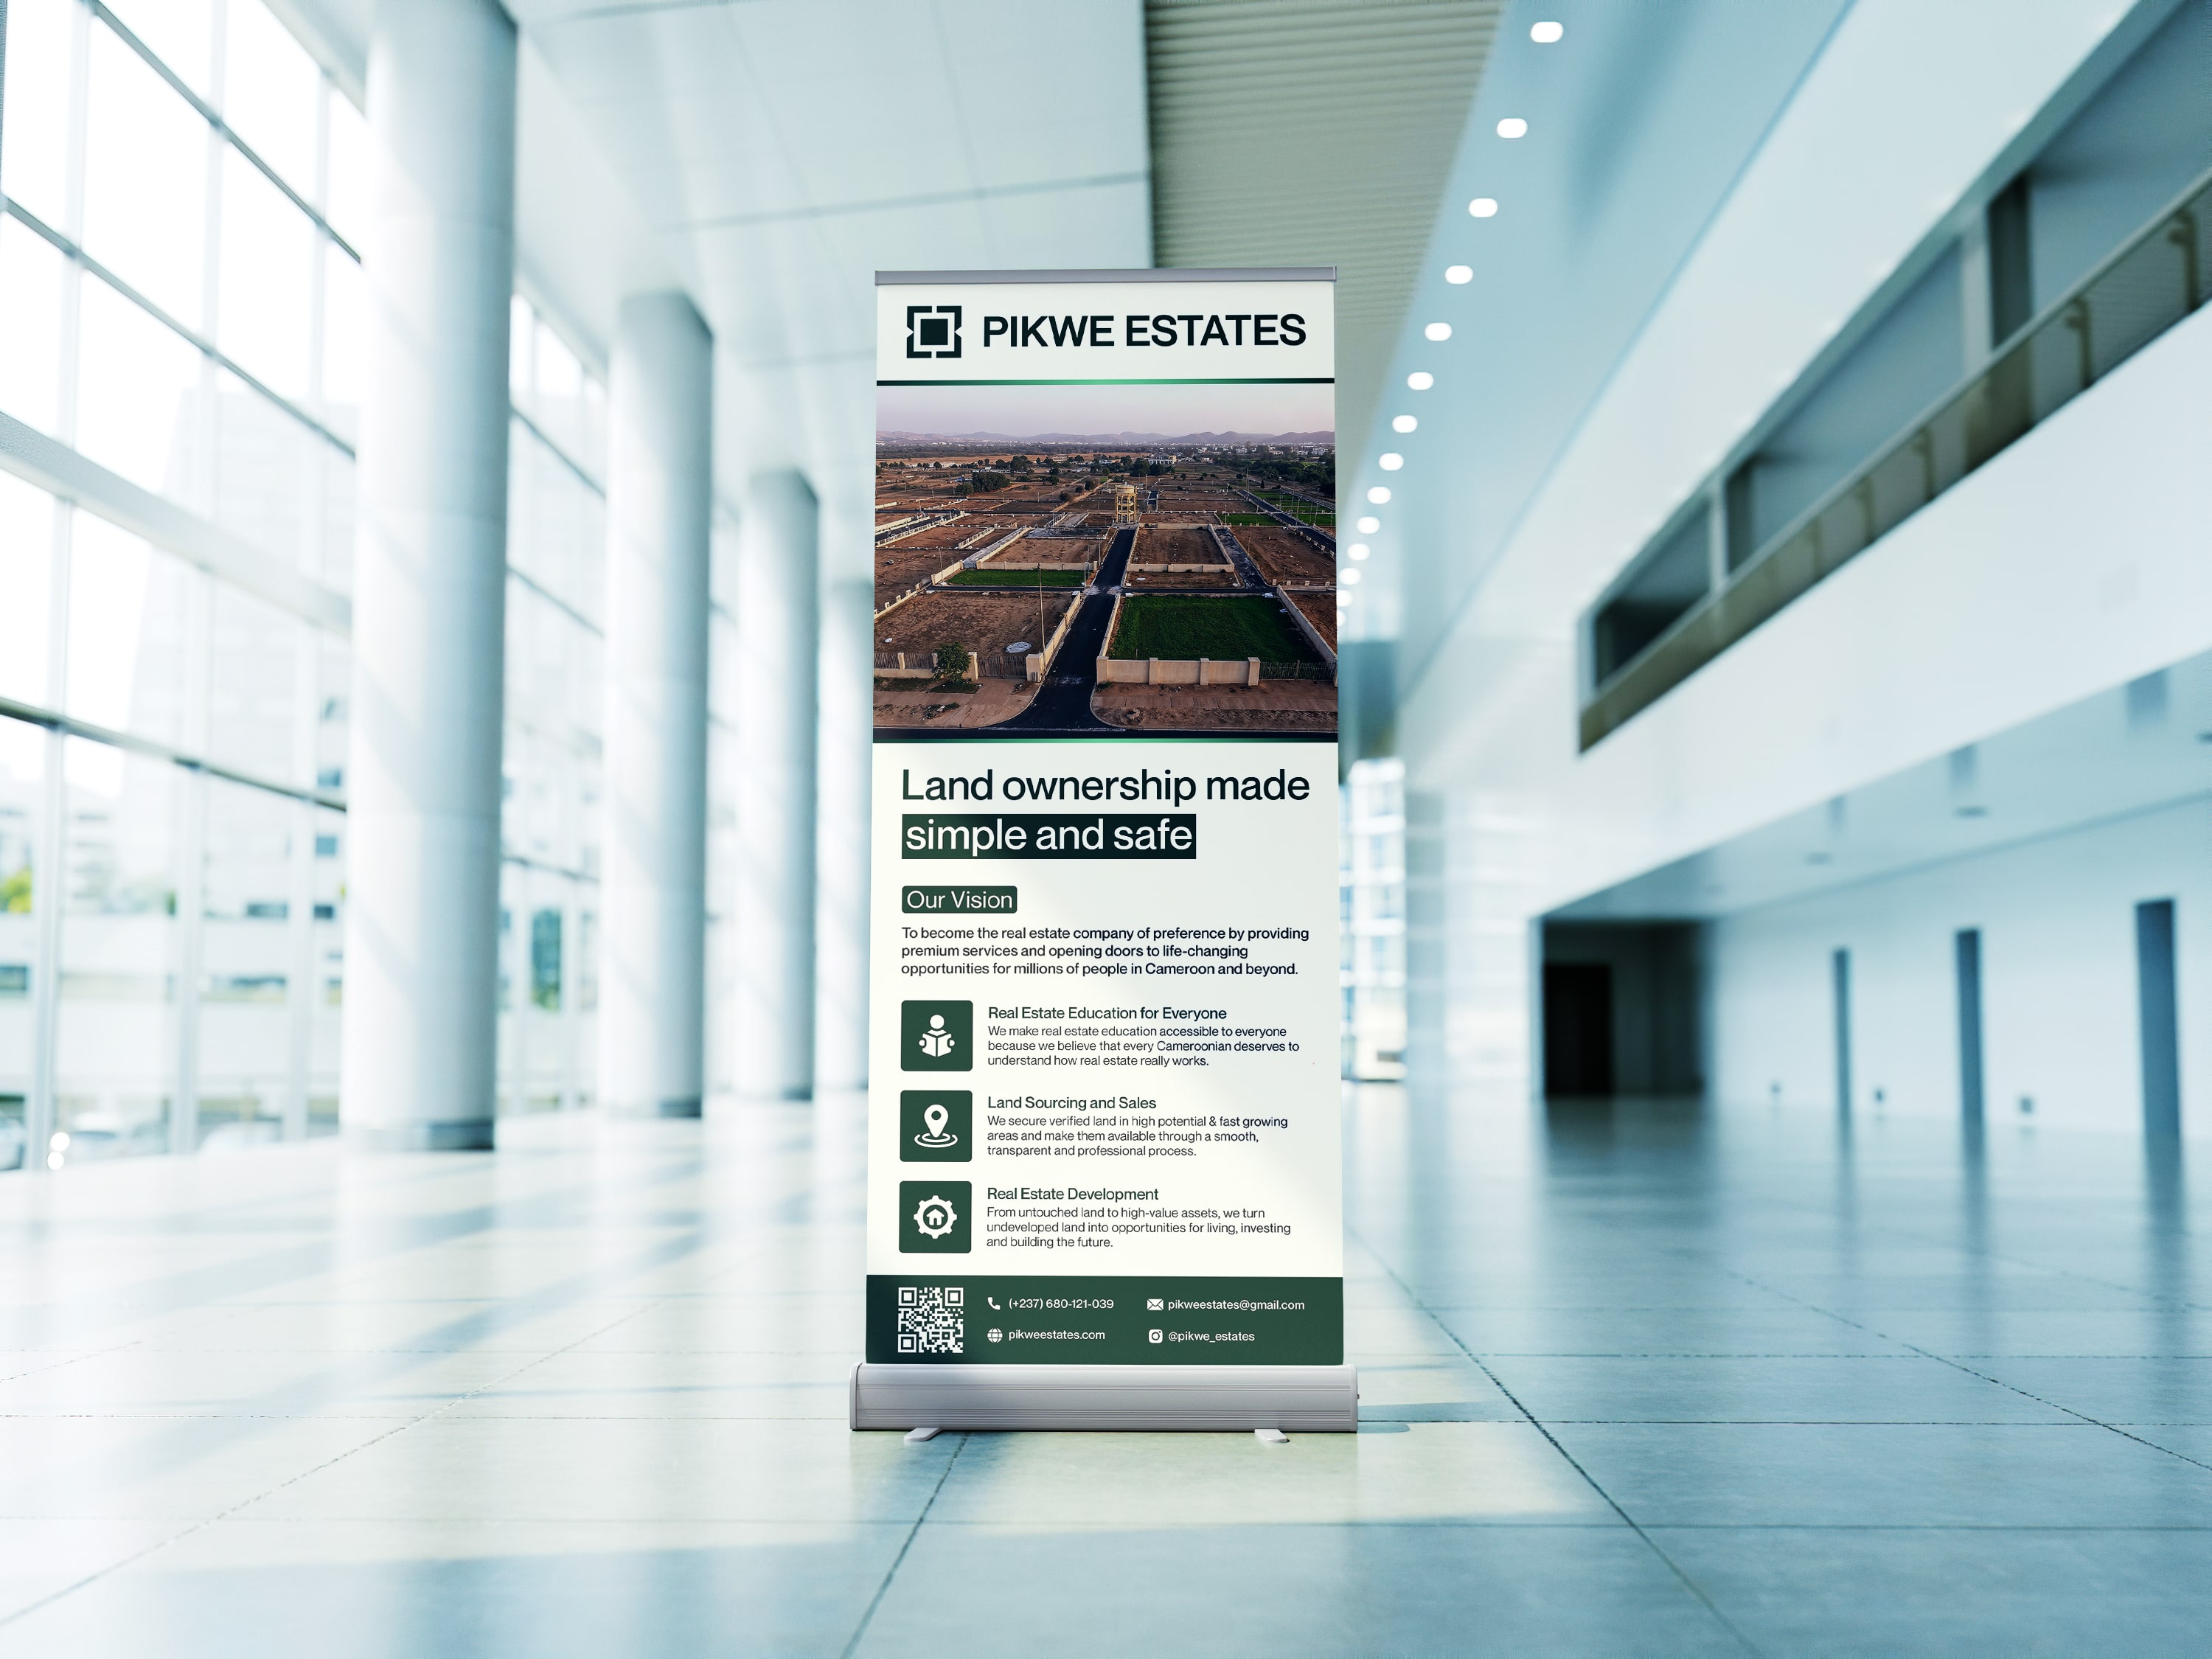 PIKWE ESTATES
Land ownership made
simple and safe
Our Vision
To become the real estate company of preference by providing
premium services and opening doors to life-changing
opportunities for millions of people in Cameroon and beyond.
Real Estate Education for Everyone
We make real estate education accessible to everyone
because we believe that every Cameroonian deserves to
understand how real estate really works.
Land Sourcing and Sales
We secure verified land in high potential & fast growing
areas and make them available through a smooth,
transparent and professional process.
Real Estate Development
From untouched land to high-value assets, we turn
undeveloped land into opportunities for living, investing
and building the future.
(+237) 680-121-039
pikweestates@gmail.com
pikweestates.com
@pikwe_estates